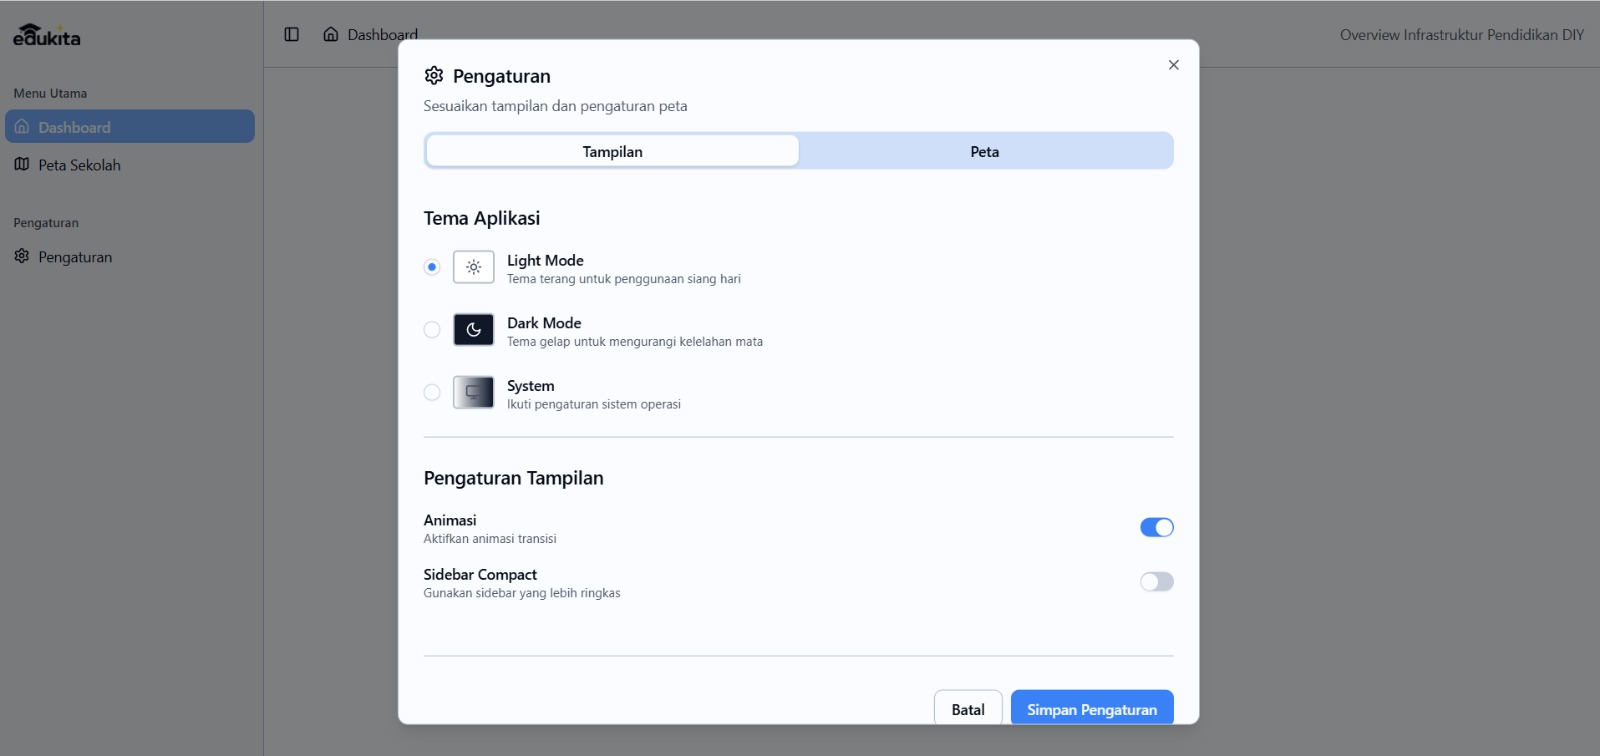 edukita
Dashboard
Overview Infrastruktur Pendidikan DIY
Menu Utama
Dashboard
Peta Sekolah
Pengaturan
Pengaturan
Pengaturan
Sesuaikan tampilan dan pengaturan peta
Tampilan
Peta
Tema Aplikasi
Light Mode
Tema terang untuk penggunaan siang hari
Dark Mode
Tema gelap untuk mengurangi kelelahan mata
System
Ikuti pengaturan sistem operasi
Pengaturan Tampilan
Animasi
Aktifkan animasi transisi
Sidebar Compact
Gunakan sidebar yang lebih ringkas
Batal
Simpan Pengaturan